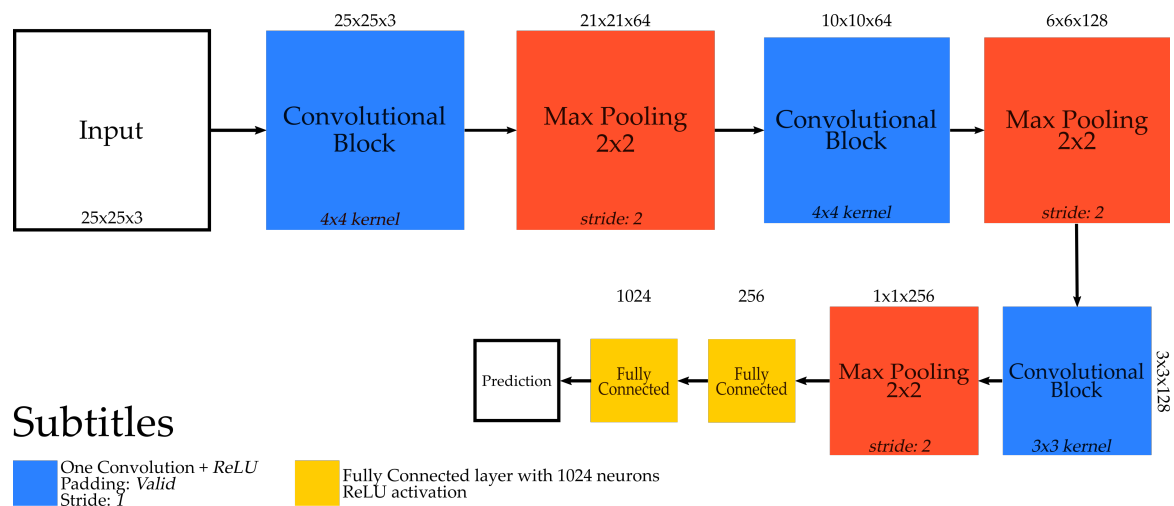 25x25x3
21x21x64
10x10x64
6x6x128
Input
25x25x3
Convolutional
Block
4x4 kernel
Max Pooling
2x2
stride: 2
Convolutional
Block
4x4 kernel
Max Pooling
2x2
stride: 2
1024
256
1x1x256
3x3x128
Prediction
Fully
Connected
Fully
Connected
Max Pooling
2x2
stride: 2
Convolutional
Block
3x3 kernel
Subtitles
One Convolution + ReLU
Padding: Valid
Stride: 1
Fully Connected layer with 1024 neurons
ReLU activation